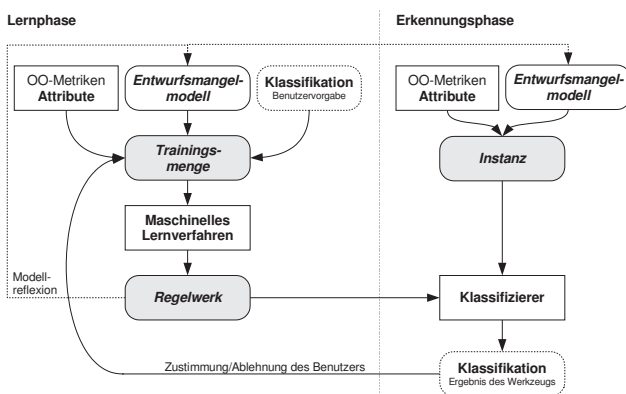 Lernphase
Erkennungsphase
OO-Metriken
Attribute
Entwurfsmangel-
modell
Klassifikation
Benutzervorgabe
OO-Metriken
Attribute
Entwurfsmangel-
modell
Trainings-
menge
Instanz
Maschinelles
Lernverfahren
Modell-
reflexion
Regelwerk
Klassifizierer
Zustimmung/Ablehnung des Benutzers
Klassifikation
Ergebnis des Werkzeugs